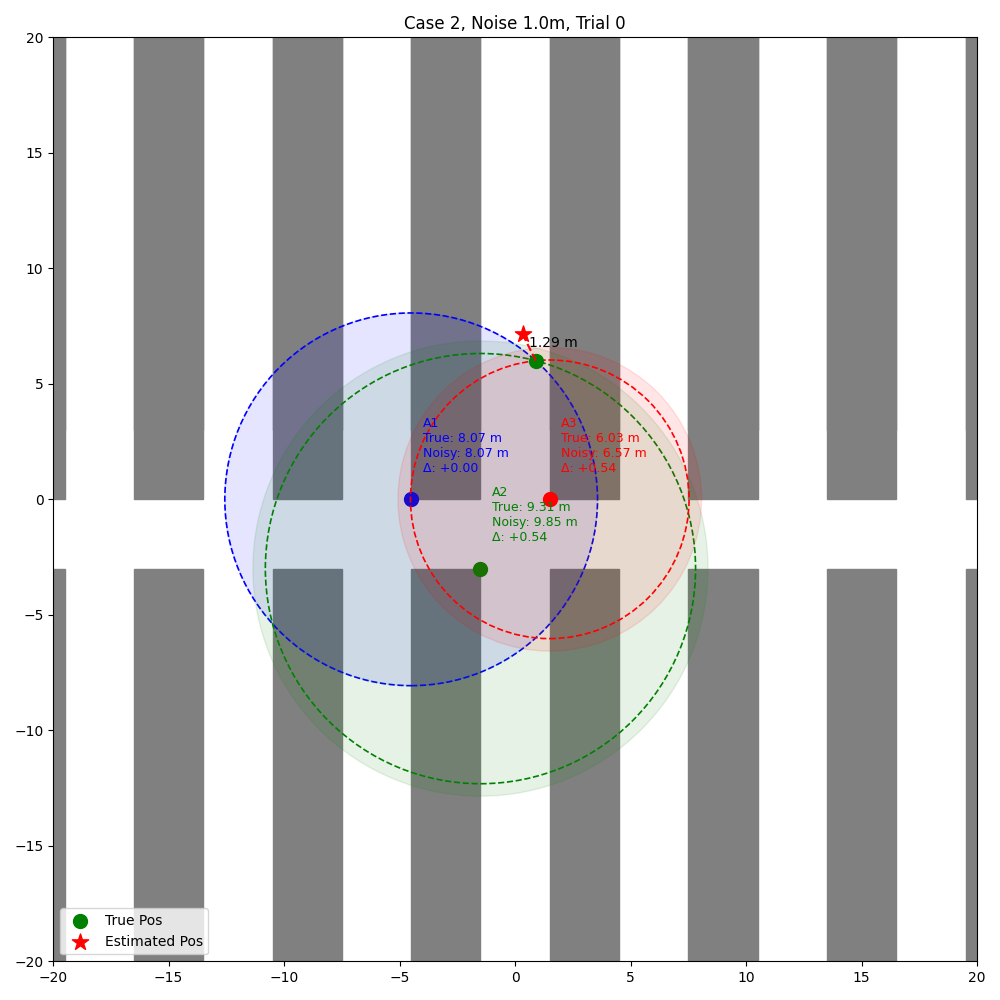 Case 2, Noise 1.0m, Trial 0
20
15
10
5
0
−5
−10
−15
−20
1.29 m
A1
True: 8.07 m
Noisy: 8.07 m
Δ: +0.00
A3
True: 6.03 m
Noisy: 6.57 m
Δ: +0.54
A2
True: 9.31 m
Noisy: 9.85 m
Δ: +0.54
True Pos
Estimated Pos
−20 −15 −10 −5 0 5 10 15 20